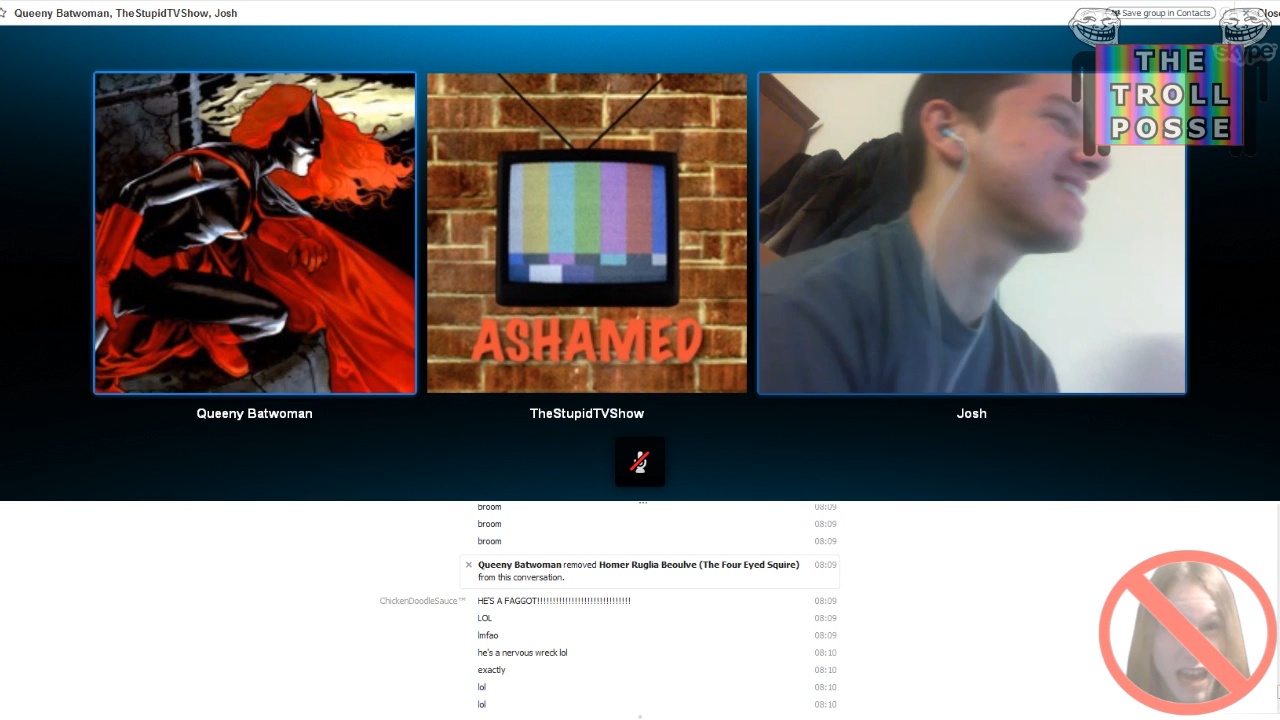 Queeny Batwoman, TheStupidTVShow, Josh
Save group in Contacts
Close
skype
THE
TROLL
POSSE
ASHAMED
Queeny Batwoman
TheStupidTVShow
Josh
broom 08:09
broom 08:09
broom 08:09
Queeny Batwoman removed Homer Ruglia Beoulve (The Four Eyed Squire) 08:09
from this conversation.
ChickenDoodleSauce™ HE'S A FAGGOT!!!!!!!!!!!!!!!!!!!!!!!!!!!!!! 08:09
LOL 08:09
lmfao 08:09
he's a nervous wreck lol 08:10
exactly 08:10
lol 08:10
lol 08:10